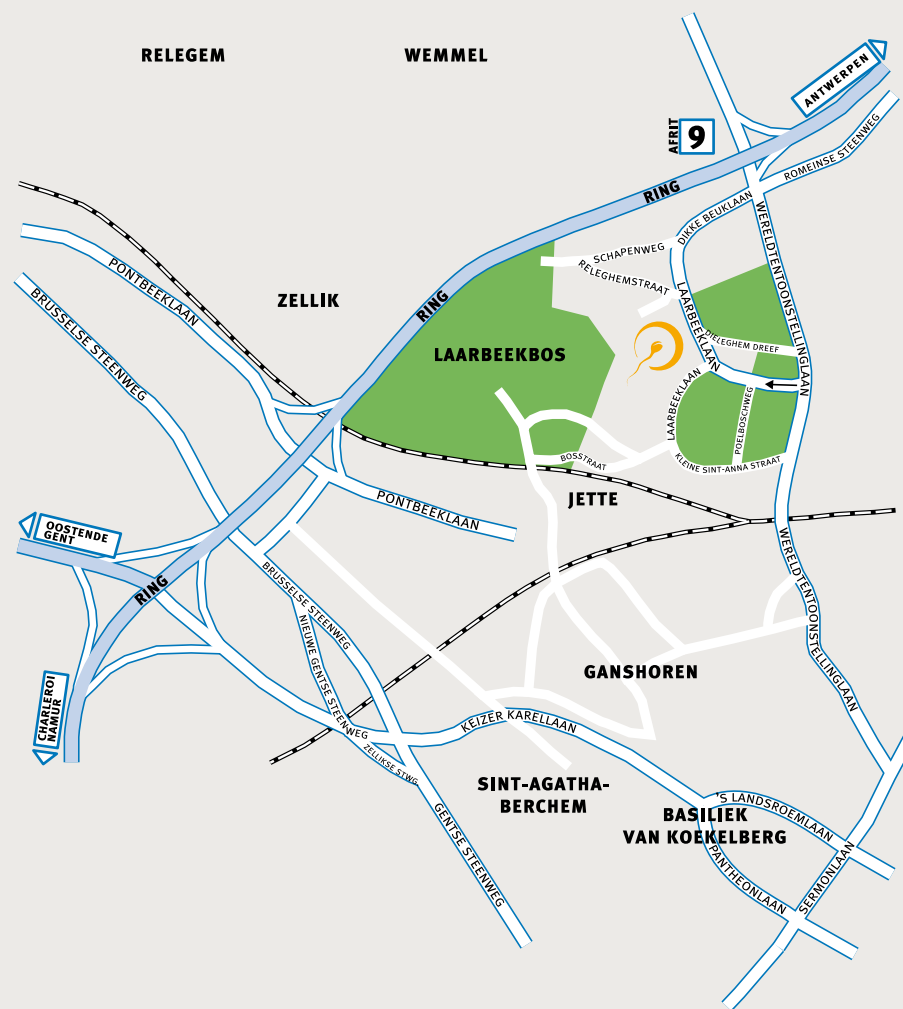 RELEGEM
WEMMEL
ANTWERPEN
AFRIT
9
RING
ROMEINSE STEENWEG
DIKKE BEUKLAAN
WERELDTENTOONSTELLINGLAAN
SCHAPENWEG
RELEGHEMSTRAAT
PONTBEEKLAAN
ZELLIK
RING
BRUSSELSE STEENWEG
LAARBEEKLAAN
LAARBEEKBOS
DIELEGHEM DREEF
LAARBEEKLAAN
POELBOSCHWEG
BOSSTRAAT
KLEINE SINT-ANNA STRAAT
JETTE
PONTBEEKLAAN
OOSTENDE
GENT
RING
BRUSSELSE STEENWEG
WERELDTENTOONSTELLINGLAAN
NIEUWE GENTSE STEENWEG
GANSHOREN
CHARLEROI
NAMUR
KEIZER KARELLAAN
ZELLIKSE STWG
SINT-AGATHA-
BERCHEM
GENTSE STEENWEG
'S LANDSROEMLAAN
BASILIEK
VAN KOEKELBERG
PANTHEONLAAN
SERMONLAAN